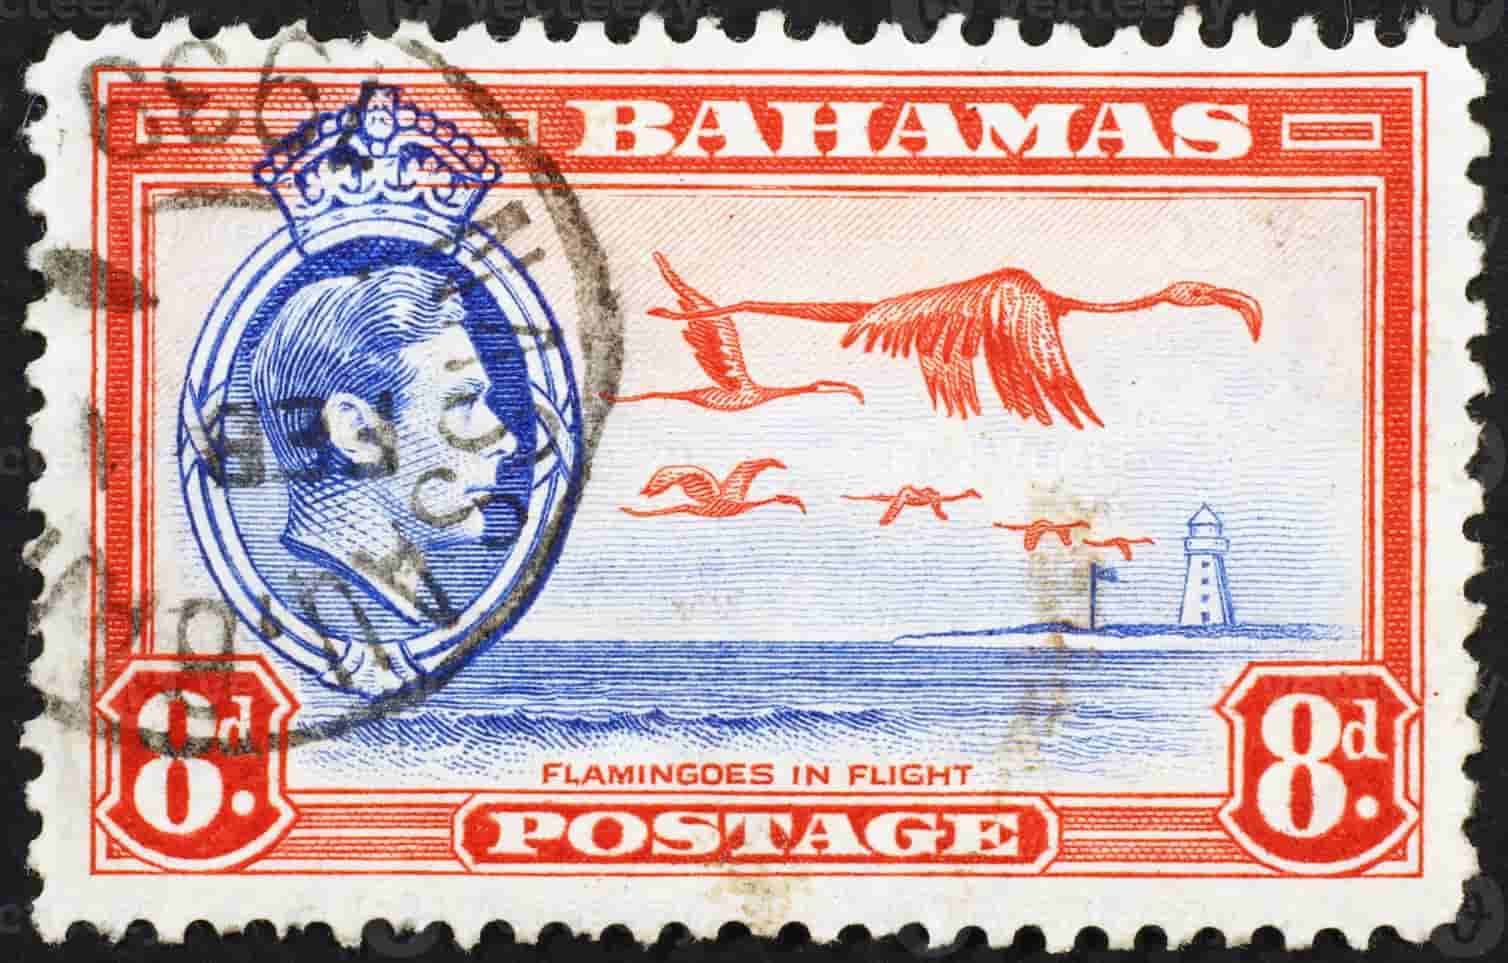 BAHAMAS
FLAMINGOES IN FLIGHT
8d.
POSTAGE
8d.